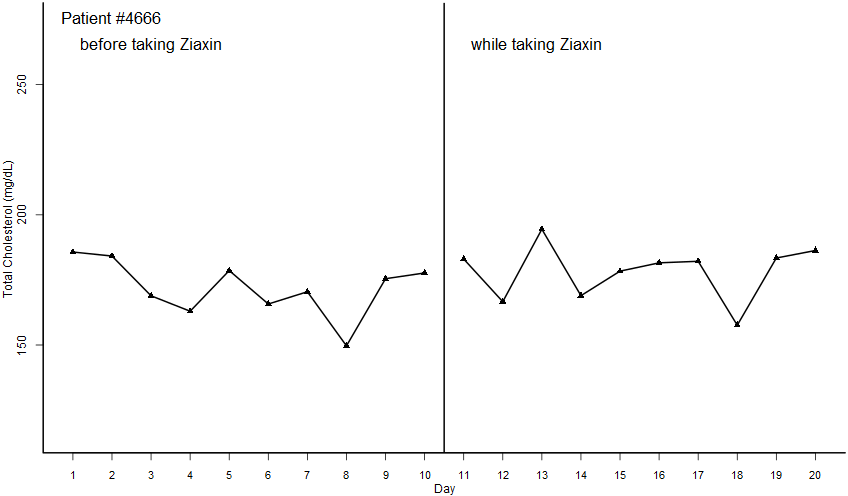 Patient #4666
before taking Ziaxin
while taking Ziaxin
Total Cholesterol (mg/dL)
250
200
150
1 2 3 4 5 6 7 8 9 10 11 12 13 14 15 16 17 18 19 20
Day